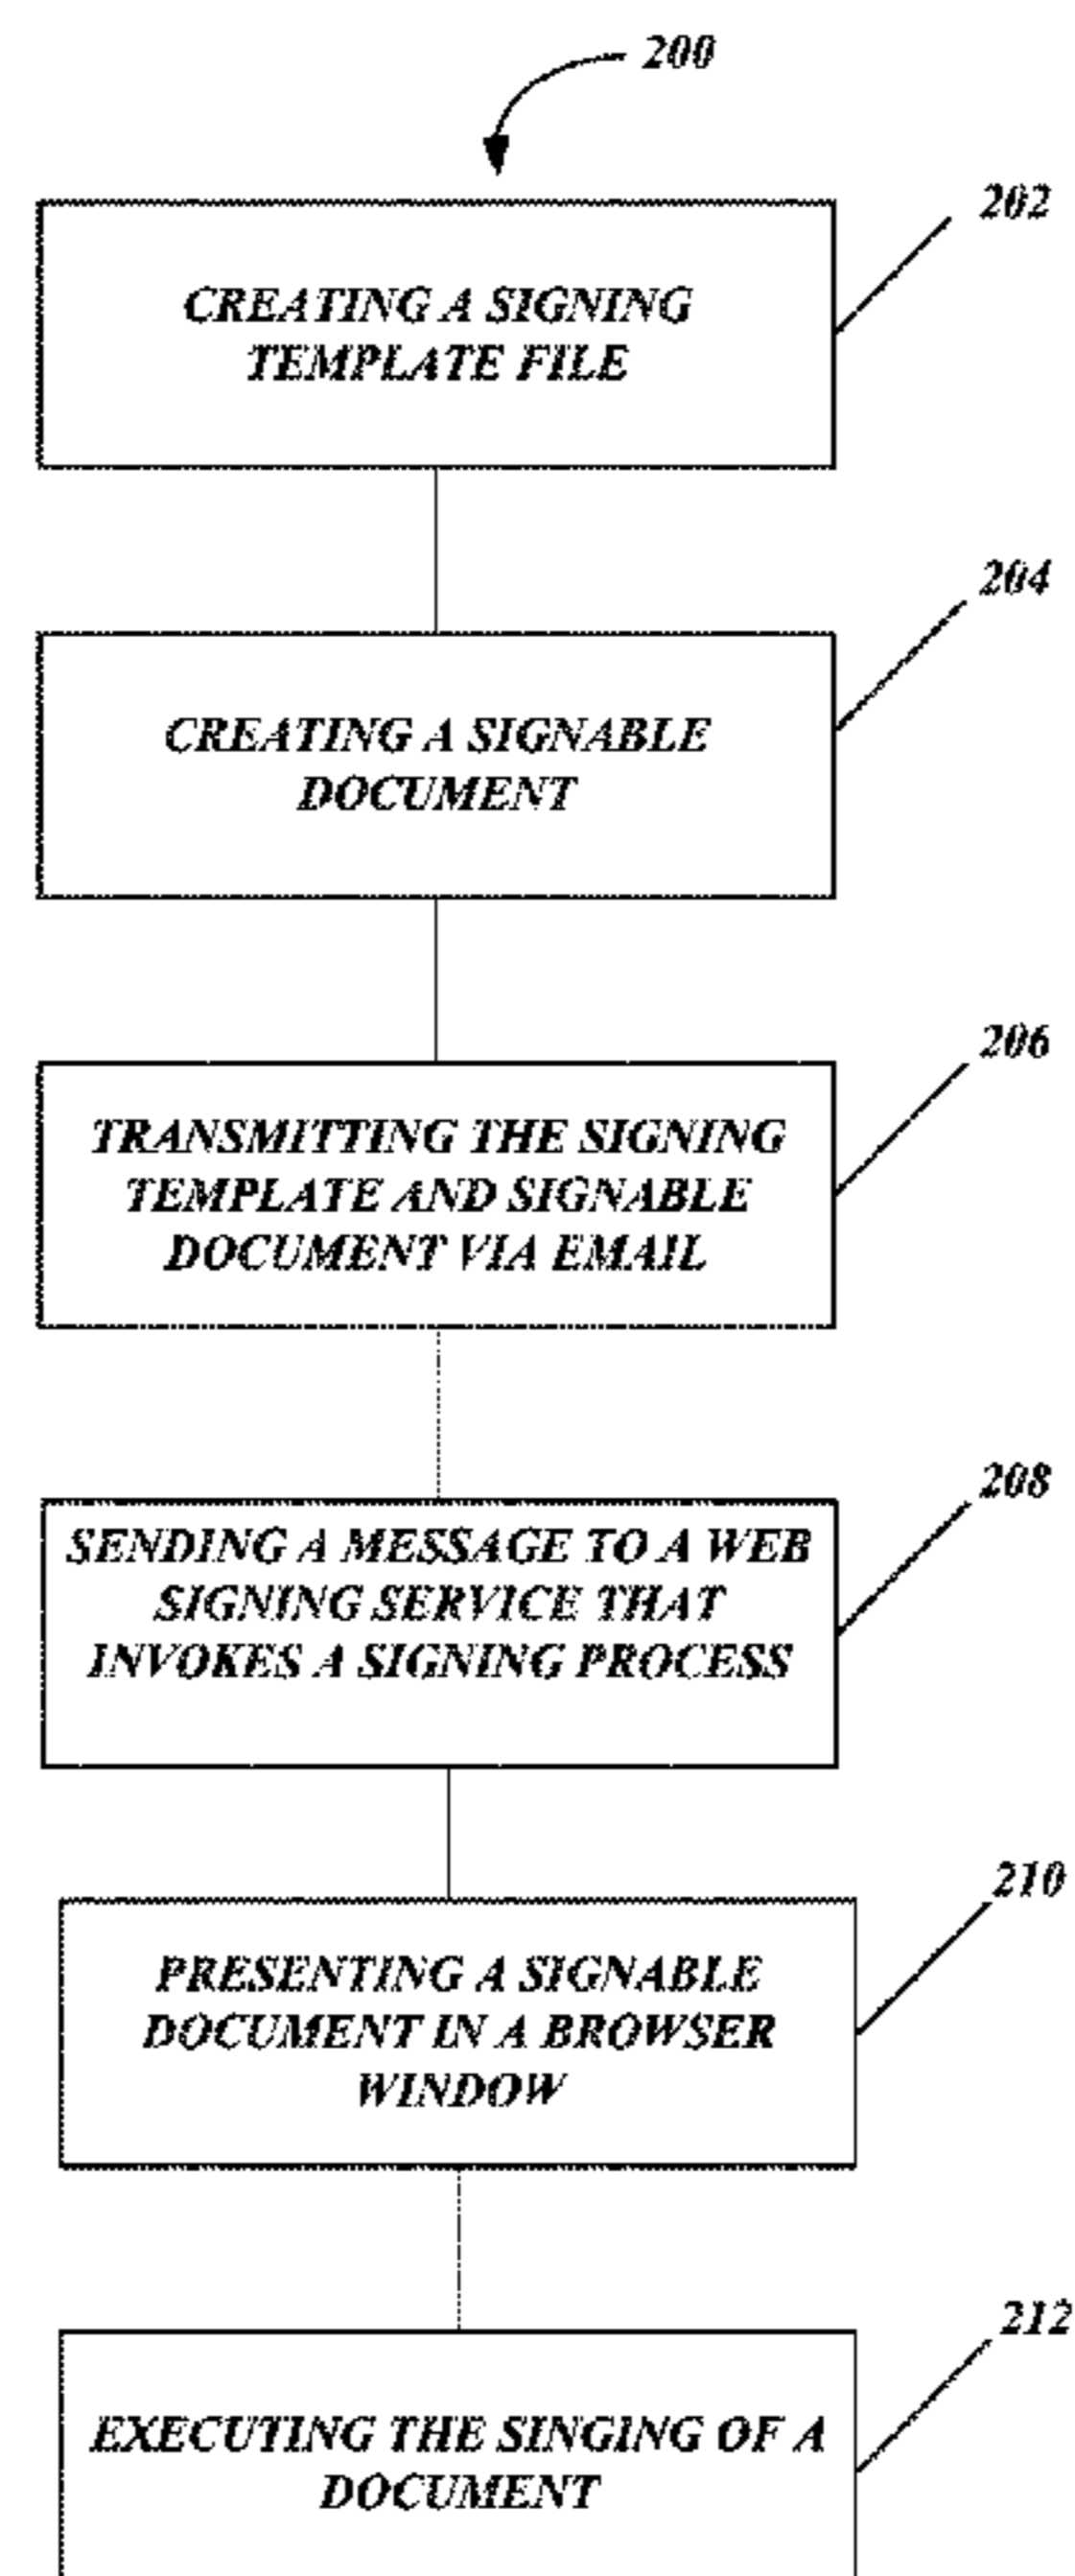 200
202
CREATING A SIGNING
TEMPLATE FILE
204
CREATING A SIGNABLE
DOCUMENT
206
TRANSMITTING THE SIGNING
TEMPLATE AND SIGNABLE
DOCUMENT VIA EMAIL
208
SENDING A MESSAGE TO A WEB
SIGNING SERVICE THAT
INVOKES A SIGNING PROCESS
210
PRESENTING A SIGNABLE
DOCUMENT IN A BROWSER
WINDOW
212
EXECUTING THE SINGING OF A
DOCUMENT